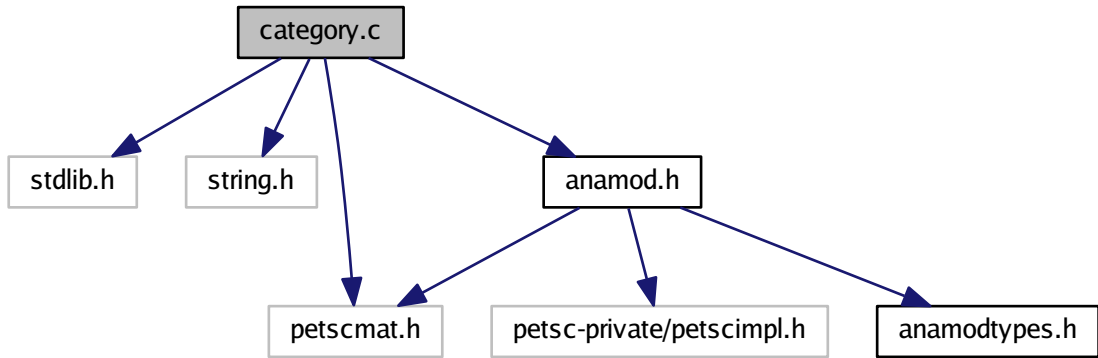 category.c
stdlib.h
string.h
anamod.h
petscmat.h
petsc-private/petscimpl.h
anamodtypes.h